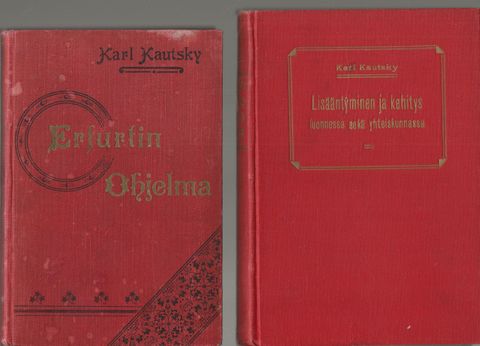 Karl Kautsky
Erfurtin
Ohjelma
Karl Kautsky
Lisääntyminen ja kehitys
luonnossa sekä yhteiskunnassa